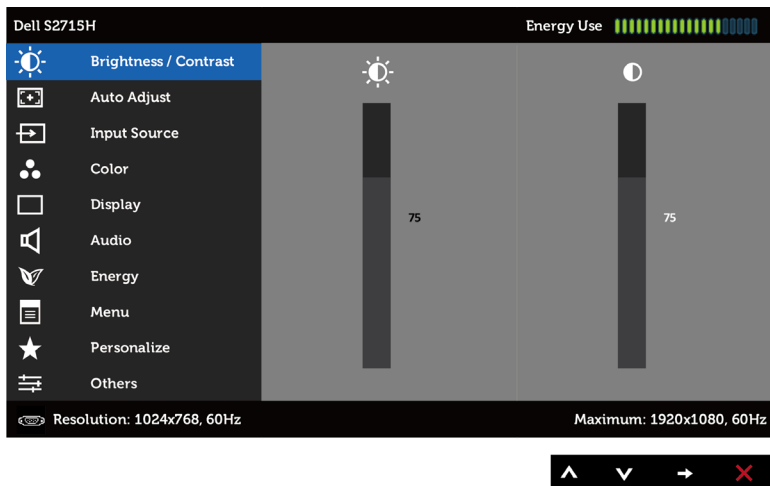 Dell S2715H
Energy Use
Brightness / Contrast
Auto Adjust
Input Source
Color
Display
Audio
Energy
Menu
Personalize
Others
75
75
Resolution: 1024x768, 60Hz
Maximum: 1920x1080, 60Hz